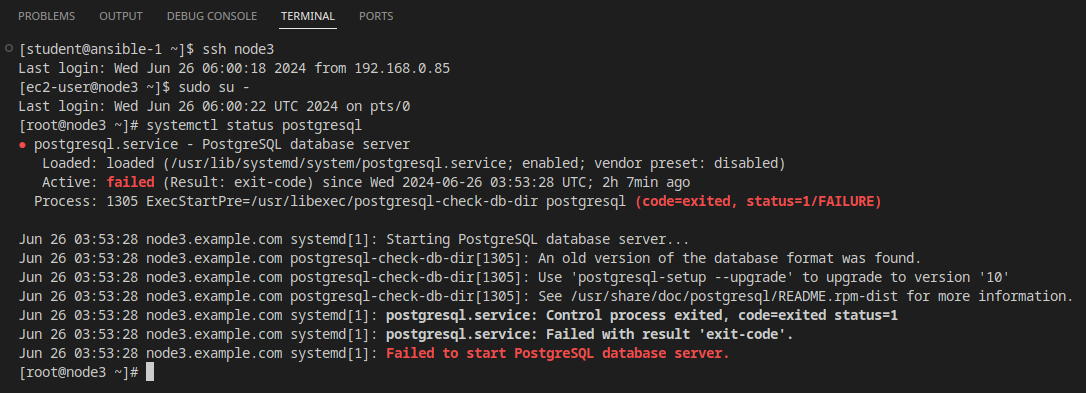 PROBLEMS OUTPUT DEBUG CONSOLE TERMINAL PORTS
[student@ansible-1 ~]$ ssh node3
Last login: Wed Jun 26 06:00:18 2024 from 192.168.0.85
[ec2-user@node3 ~]$ sudo su -
Last login: Wed Jun 26 06:00:22 UTC 2024 on pts/0
[root@node3 ~]# systemctl status postgresql
● postgresql.service - PostgreSQL database server
Loaded: loaded (/usr/lib/systemd/system/postgresql.service; enabled; vendor preset: disabled)
Active: failed (Result: exit-code) since Wed 2024-06-26 03:53:28 UTC; 2h 7min ago
Process: 1305 ExecStartPre=/usr/libexec/postgresql-check-db-dir postgresql (code=exited, status=1/FAILURE)
Jun 26 03:53:28 node3.example.com systemd[1]: Starting PostgreSQL database server...
Jun 26 03:53:28 node3.example.com postgresql-check-db-dir[1305]: An old version of the database format was found.
Jun 26 03:53:28 node3.example.com postgresql-check-db-dir[1305]: Use 'postgresql-setup --upgrade' to upgrade to version '10'
Jun 26 03:53:28 node3.example.com postgresql-check-db-dir[1305]: See /usr/share/doc/postgresql/README.rpm-dist for more information.
Jun 26 03:53:28 node3.example.com systemd[1]: postgresql.service: Control process exited, code=exited status=1
Jun 26 03:53:28 node3.example.com systemd[1]: postgresql.service: Failed with result 'exit-code'.
Jun 26 03:53:28 node3.example.com systemd[1]: Failed to start PostgreSQL database server.
[root@node3 ~]#